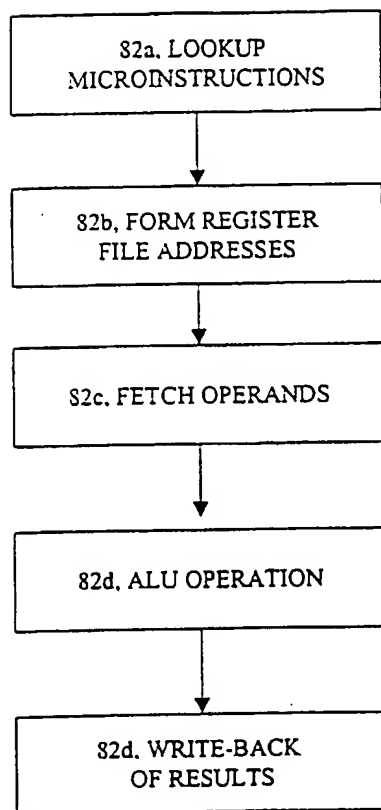 82a, LOOKUP
MICROINSTRUCTIONS
82b, FORM REGISTER
FILE ADDRESSES
82c, FETCH OPERANDS
82d, ALU OPERATION
82d, WRITE-BACK
OF RESULTS